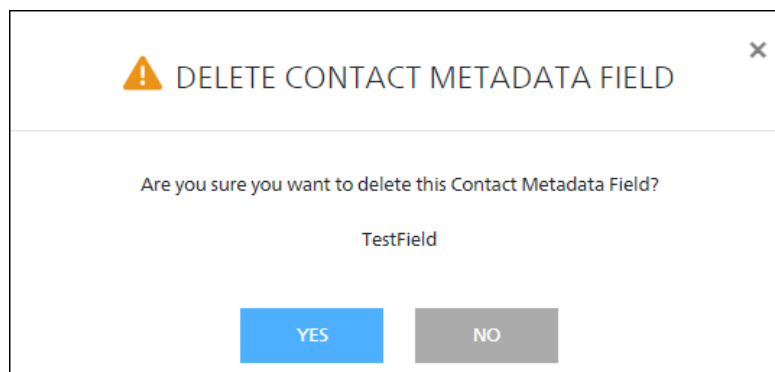 DELETE CONTACT METADATA FIELD
Are you sure you want to delete this Contact Metadata Field?
TestField
YES
NO